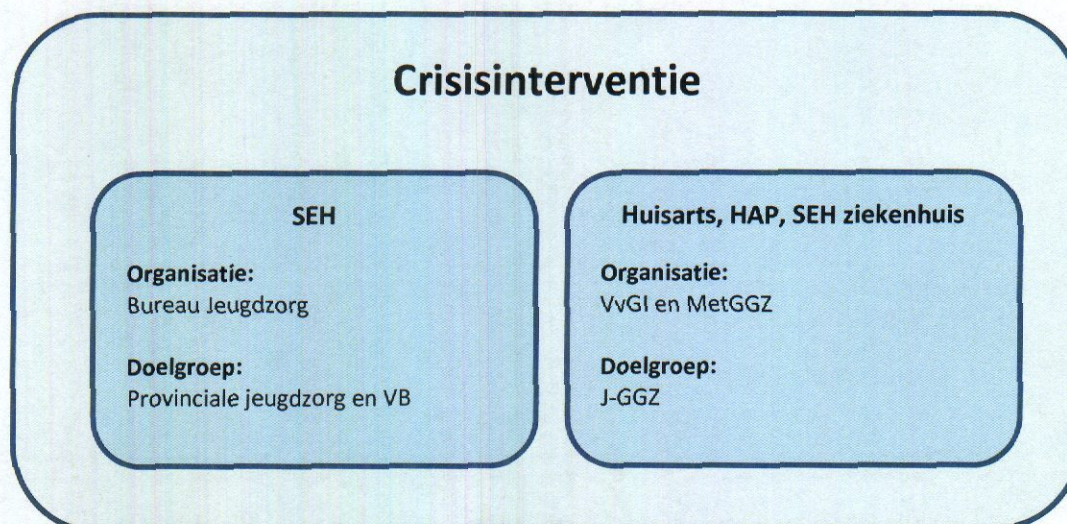 Crisisinterventie
SEH
Organisatie:
Bureau Jeugdzorg
Doelgroep:
Provinciale jeugdzorg en VB
Huisarts, HAP, SEH ziekenhuis
Organisatie:
VvGI en MetGGZ
Doelgroep:
J-GGZ